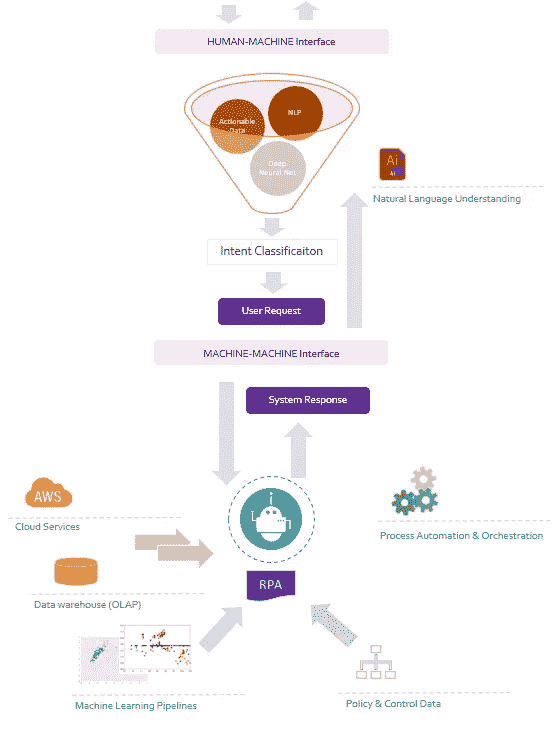 HUMAN-MACHINE Interface
Actionable
Data
NLP
Deep
Neural Net
Ai
Natural Language Understanding
Intent Classificaiton
User Request
MACHINE-MACHINE Interface
System Response
AWS
Cloud Services
Process Automation & Orchestration
Data warehouse (OLAP)
RPA
Machine Learning Pipelines
Policy & Control Data